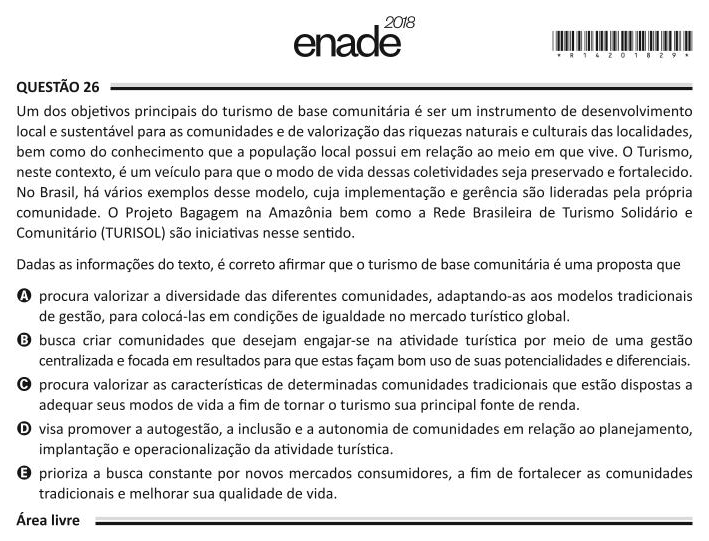 enade 2018
* R 1 4 2 0 1 8 2 9 *
QUESTÃO 26
Um dos objetivos principais do turismo de base comunitária é ser um instrumento de desenvolvimento
local e sustentável para as comunidades e de valorização das riquezas naturais e culturais das localidades,
bem como do conhecimento que a população local possui em relação ao meio em que vive. O Turismo,
neste contexto, é um veículo para que o modo de vida dessas coletividades seja preservado e fortalecido.
No Brasil, há vários exemplos desse modelo, cuja implementação e gerência são lideradas pela própria
comunidade. O Projeto Bagagem na Amazônia bem como a Rede Brasileira de Turismo Solidário e
Comunitário (TURISOL) são iniciativas nesse sentido.
Dadas as informações do texto, é correto afirmar que o turismo de base comunitária é uma proposta que
A procura valorizar a diversidade das diferentes comunidades, adaptando-as aos modelos tradicionais
de gestão, para colocá-las em condições de igualdade no mercado turístico global.
B busca criar comunidades que desejam engajar-se na atividade turística por meio de uma gestão
centralizada e focada em resultados para que estas façam bom uso de suas potencialidades e diferenciais.
C procura valorizar as características de determinadas comunidades tradicionais que estão dispostas a
adequar seus modos de vida a fim de tornar o turismo sua principal fonte de renda.
D visa promover a autogestão, a inclusão e a autonomia de comunidades em relação ao planejamento,
implantação e operacionalização da atividade turística.
E prioriza a busca constante por novos mercados consumidores, a fim de fortalecer as comunidades
tradicionais e melhorar sua qualidade de vida.
Área livre